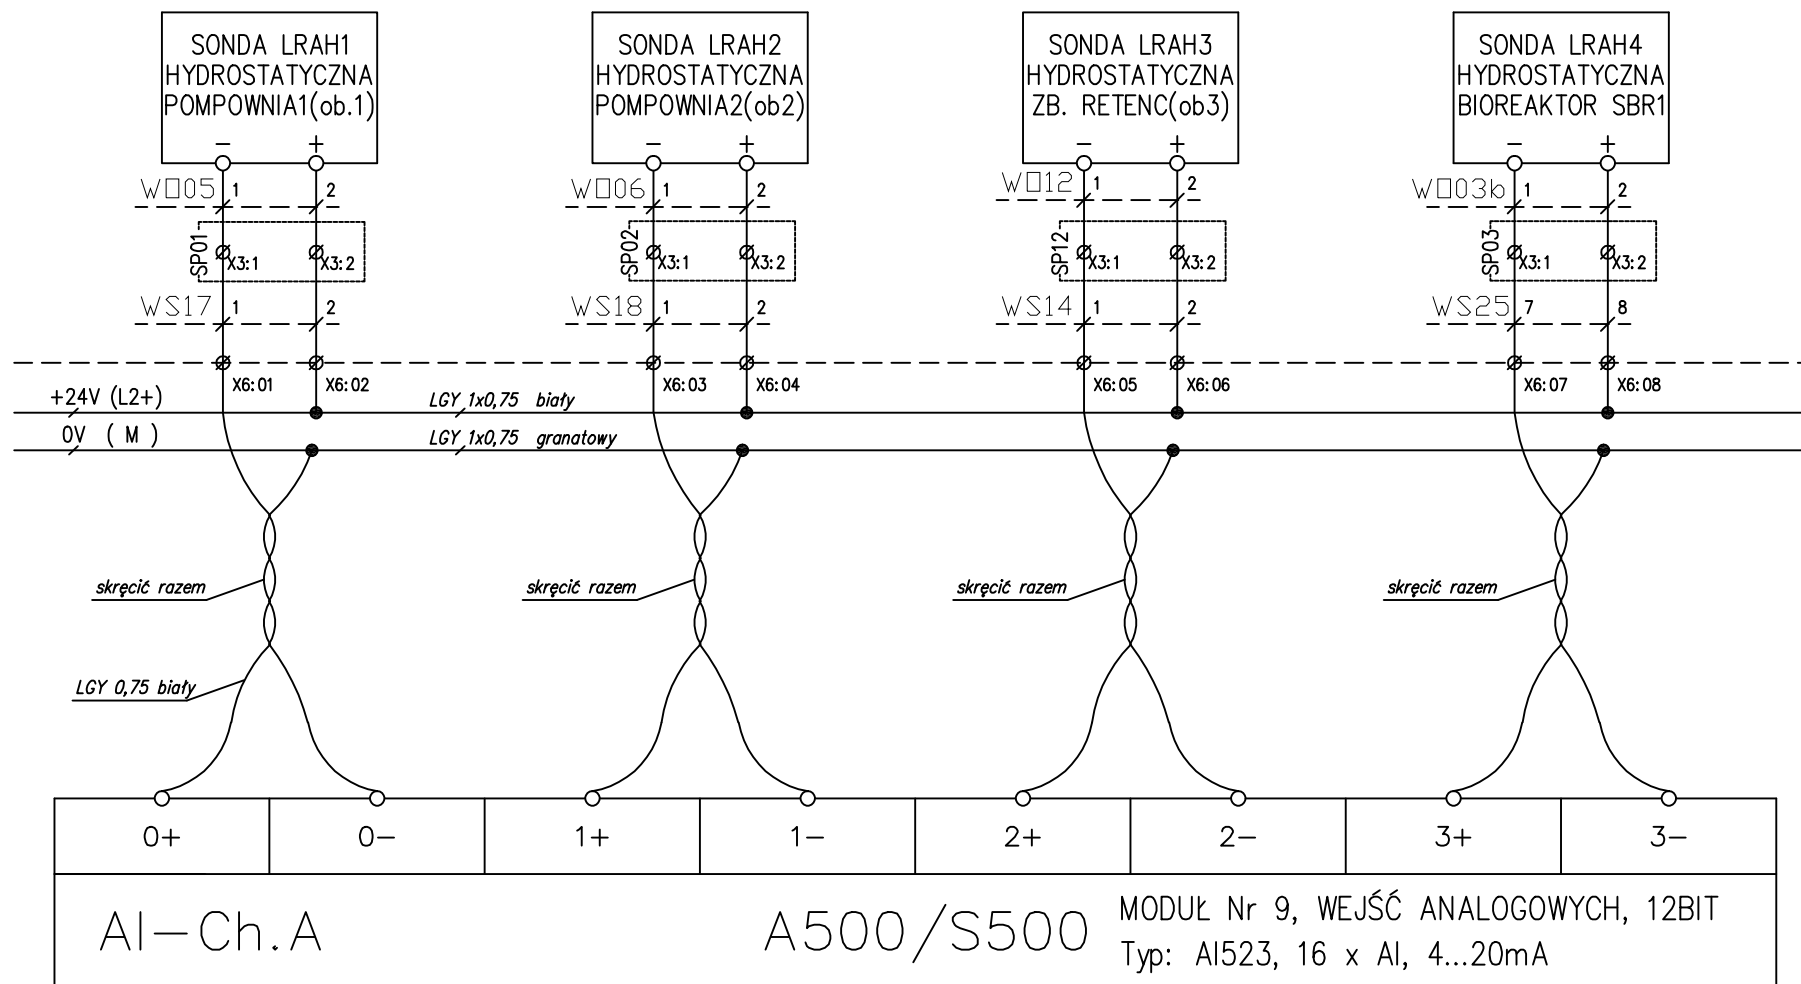 SONDA LRAH1
HYDROSTATYCZNA
POMPOWNIA1(ob.1)
- +
SONDA LRAH2
HYDROSTATYCZNA
POMPOWNIA2(ob2)
- +
SONDA LRAH3
HYDROSTATYCZNA
ZB. RETENC(ob3)
- +
SONDA LRAH4
HYDROSTATYCZNA
BIOREAKTOR SBR1
- +
W□05 1 2
W□06 1 2
W□12 1 2
W□03b 1 2
SP01 X3:1 X3:2
SP02 X3:1 X3:2
SP12 X3:1 X3:2
SP03 X3:1 X3:2
WS17 1 2
WS18 1 2
WS14 1 2
WS25 7 8
X6:01 X6:02 X6:03 X6:04 X6:05 X6:06 X6:07 X6:08
+24V (L2+) LGY 1x0,75 biały
0V ( M ) LGY 1x0,75 granatowy
skręcić razem skręcić razem skręcić razem skręcić razem
LGY 0,75 biały
0+ 0- 1+ 1- 2+ 2- 3+ 3-
AI-Ch.A
A500/S500
MODUŁ Nr 9, WEJŚĆ ANALOGOWYCH, 12BIT
Typ: AI523, 16 x AI, 4...20mA